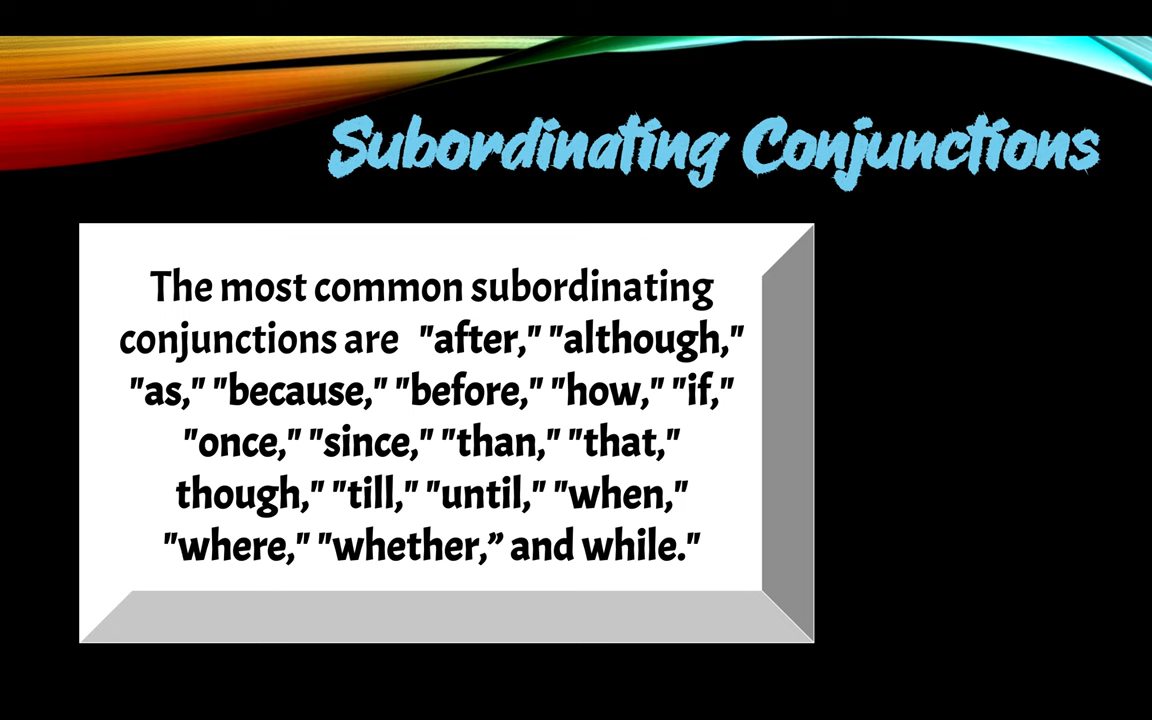 Subordinating Conjunctions
The most common subordinating
conjunctions are "after," "although,"
"as," "because," "before," "how," "if,"
"once," "since," "than," "that,"
though," "till," "until," "when,"
"where," "whether,” and while."